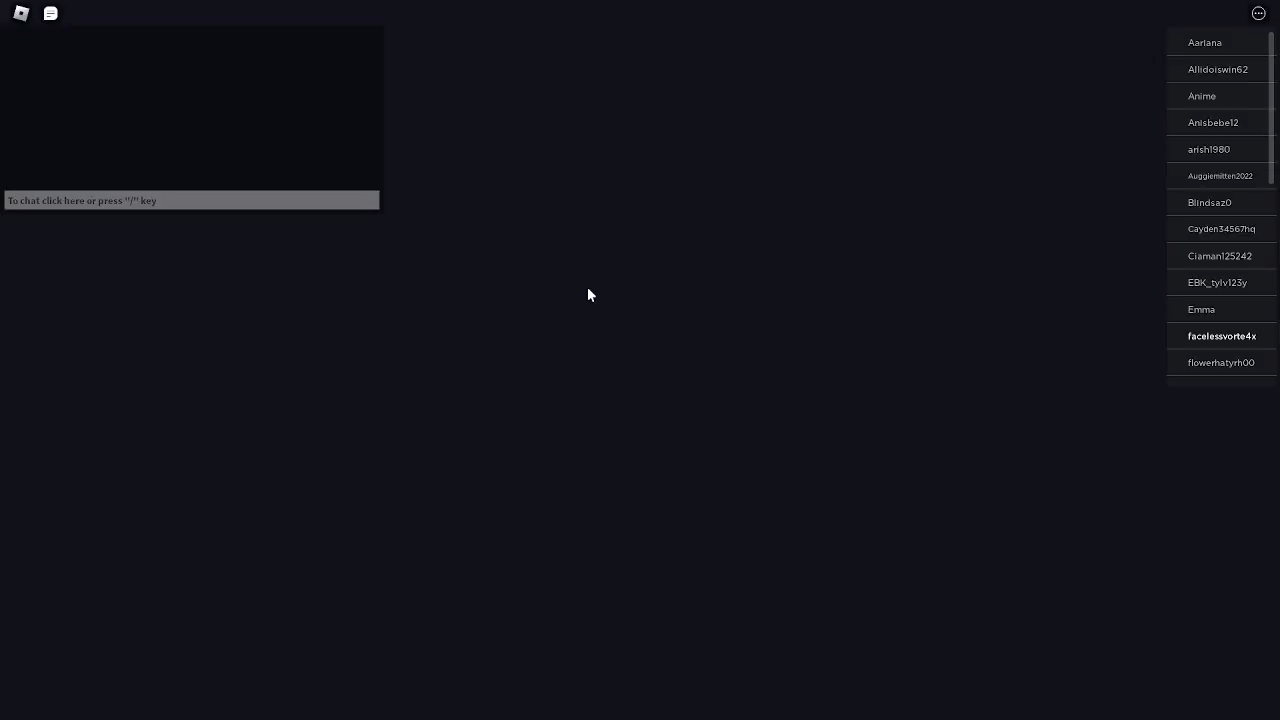 Aariana
Allidoiswin62
Anime
Anisbebe12
arish1980
Auggiemitten2022
To chat click here or press "/" key
Blindsaz0
Cayden34567hq
Ciaman125242
EBK_tylv123y
Emma
facelessvorte4x
flowerhatyrh00